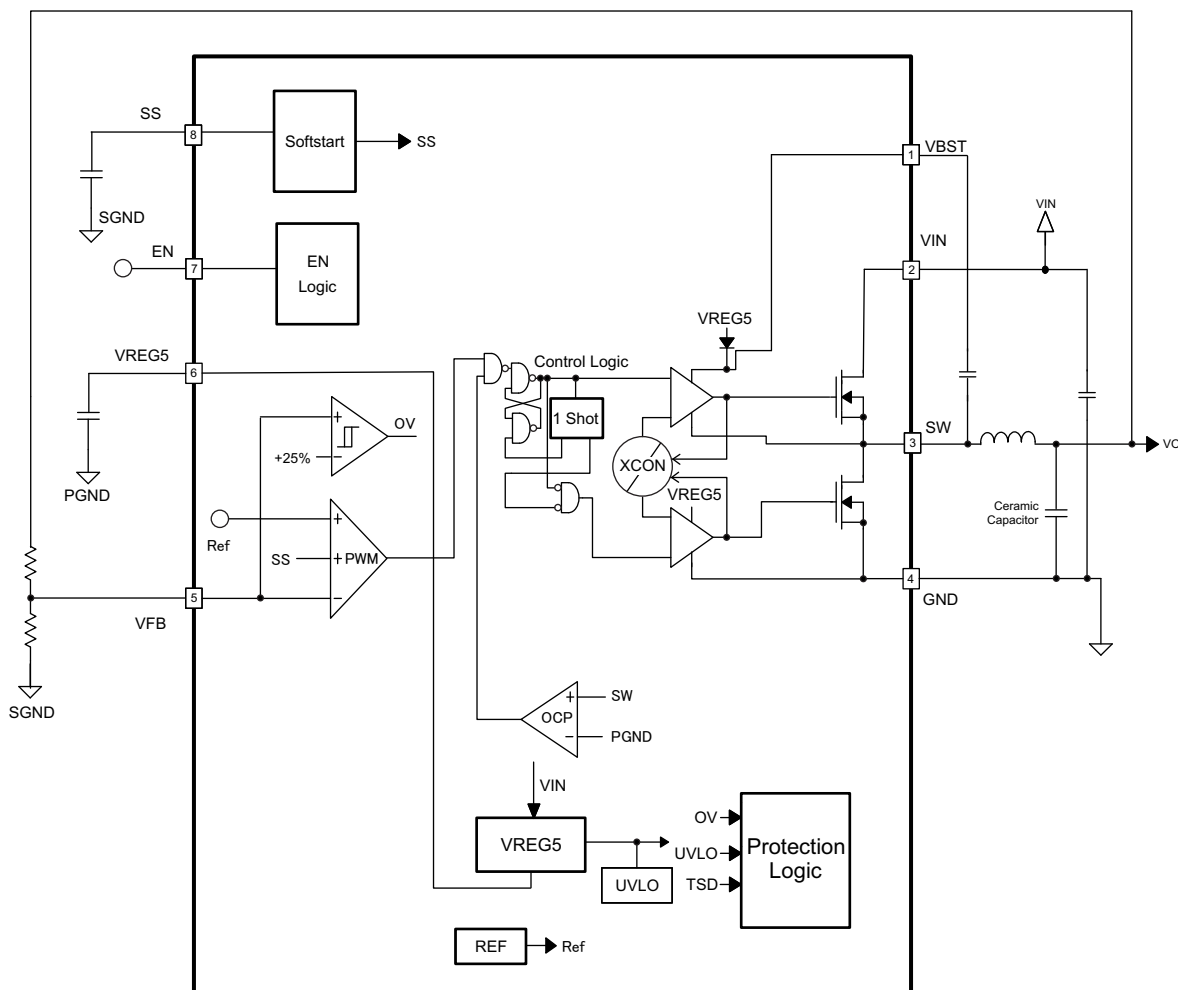 SS
8
Softstart
SS
SGND
1
VBST
VIN
VIN
2
EN
7
EN
Logic
VREG5
6
VREG5
Control Logic
1 Shot
OV
+
+25%
−
XCON
VREG5
SW
3
Ceramic
Capacitor
PGND
Ref
+
SS
+
PWM
−
5
VFB
4
GND
SGND
+
SW
OCP
−
PGND
VIN
VREG5
UVLO
OV
UVLO
TSD
Protection
Logic
REF
Ref